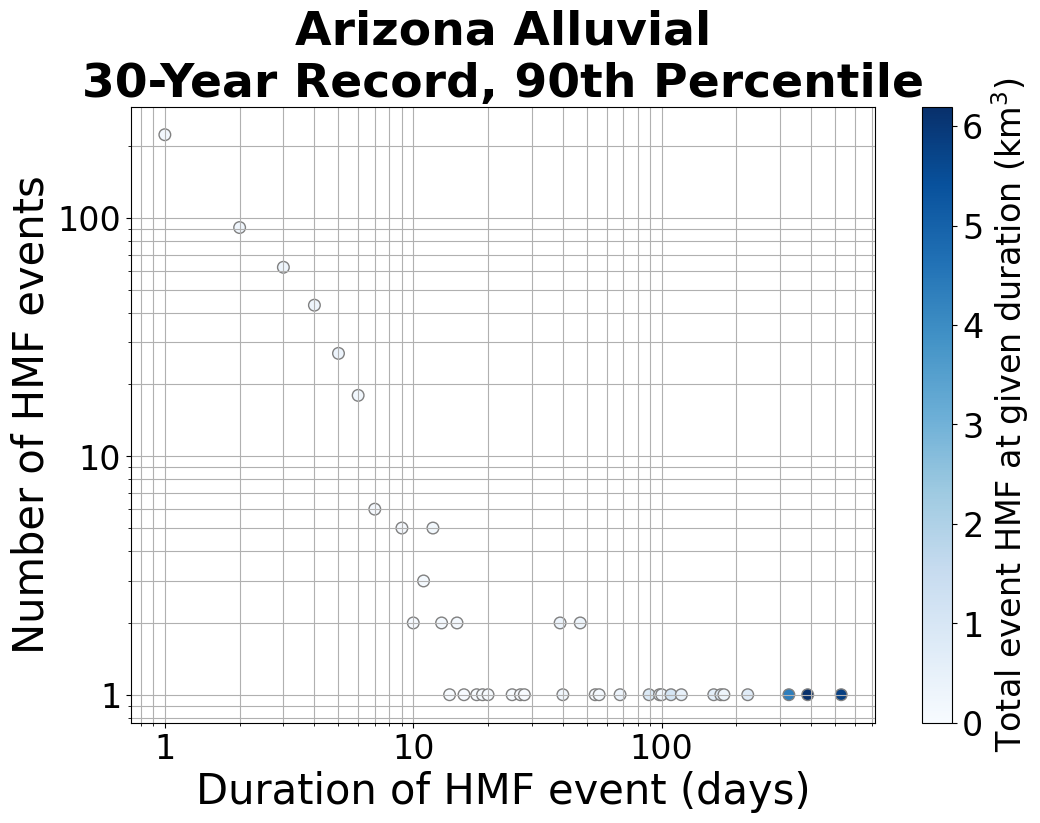 Arizona Alluvial
30-Year Record, 90th Percentile
Number of HMF events
100
10
1
1
10
100
Duration of HMF event (days)
6
5
4
3
2
1
0
Total event HMF at given duration (km³)